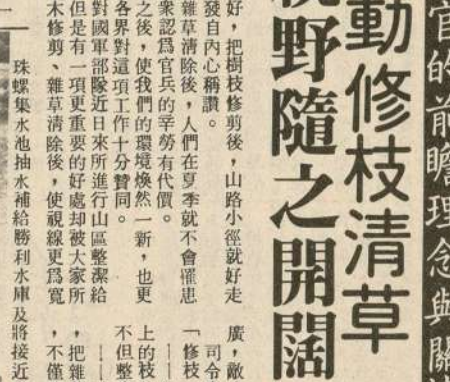 官的前瞻理念與關
動修枝清草
視野隨之開闊
好，把樹枝修剪後，山路小徑就好走
發自內心稱讚。
雜草清除後，人們在夏季就不會罹患
衆認爲官兵的辛勞有代價。
之後，使我們的環境煥然一新，也更
各界對這項工作十分贊同。
對國軍部隊近日來所進行山區整潔給
但是有一項更重要的好處却被大家所
木修剪、雜草清除後，使視線更爲寬
廣，敵
司令
「修枝
上的枝
不但整
，把雜
，不僅
珠螺集水池抽水補給勝利水庫及將接近